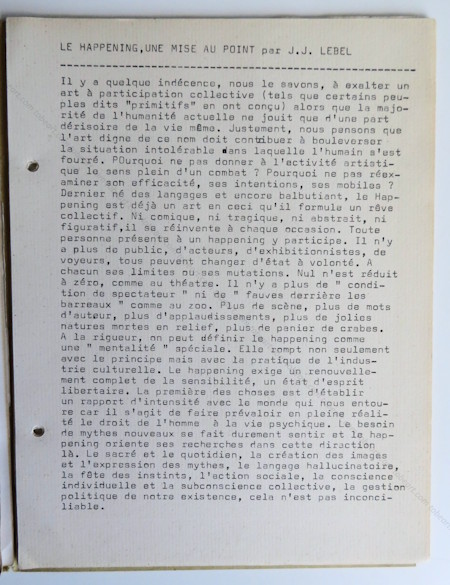 LE HAPPENING,UNE MISE AU POINT par J.J. LEBEL
Il y a quelque indécence, nous le savons, à exalter un
art à participation collective (tels que certains peu-
ples dits "primitifs" en ont conçu) alors que la majo-
rité de l'humanité actuelle ne jouit que d'une part
dérisoire de la vie même. Justement, nous pensons que
l'art digne de ce nom doit contribuer à bouleverser
la situation intolérable dans laquelle l'humain s'est
fourré. POurquoi ne pas donner à l'activité artisti-
que le sens plein d'un combat ? Pourquoi ne pas réex-
aminer son efficacité, ses intentions, ses mobiles ?
Dernier né des langages et encore balbutiant, le Hap-
pening est déjà un art en ceci qu'il formule un rêve
collectif. Ni comique, ni tragique, ni abstrait, ni
figuratif,il se réinvente à chaque occasion. Toute
personne présente à un happening y participe. Il n'y
a plus de public, d'acteurs, d'exhibitionnistes, de
voyeurs, tous peuvent changer d'état à volonté. A
chacun ses limites ou ses mutations. Nul n'est réduit
à zéro, comme au théatre. Il n'y a plus de " condi-
tion de spectateur " ni de " fauves derrière les
barreaux " comme au zoo. Plus de scène, plus de mots
d'auteur, plus d'applaudissements, plus de jolies
natures mortes en relief, plus de panier de crabes.
A la rigueur, on peut définir le happening comme
une " mentalité " spéciale. Elle rompt non seulement
avec le principe mais avec la pratique de l'indus-
trie culturelle. Le happening exige un renouvelle-
ment complet de la sensibilité, un état d'esprit
libertaire. La première des choses est d'établir
un rapport d'intensité avec le monde qui nous entou-
re car il s'agit de faire prévaloir en pleine réali-
té le droit de l'homme à la vie psychique. Le besoin
de mythes nouveaux se fait durement sentir et le hap-
pening oriente ses recherches dans cette direction
là. Le sacré et le quotidien, la création des images
et l'expression des mythes, le langage hallucinatoire,
la fête des instincts, l'action sociale, la conscience
individuelle et la subconscience collective, la gestion
politique de notre existence, cela n'est pas inconci-
liable.